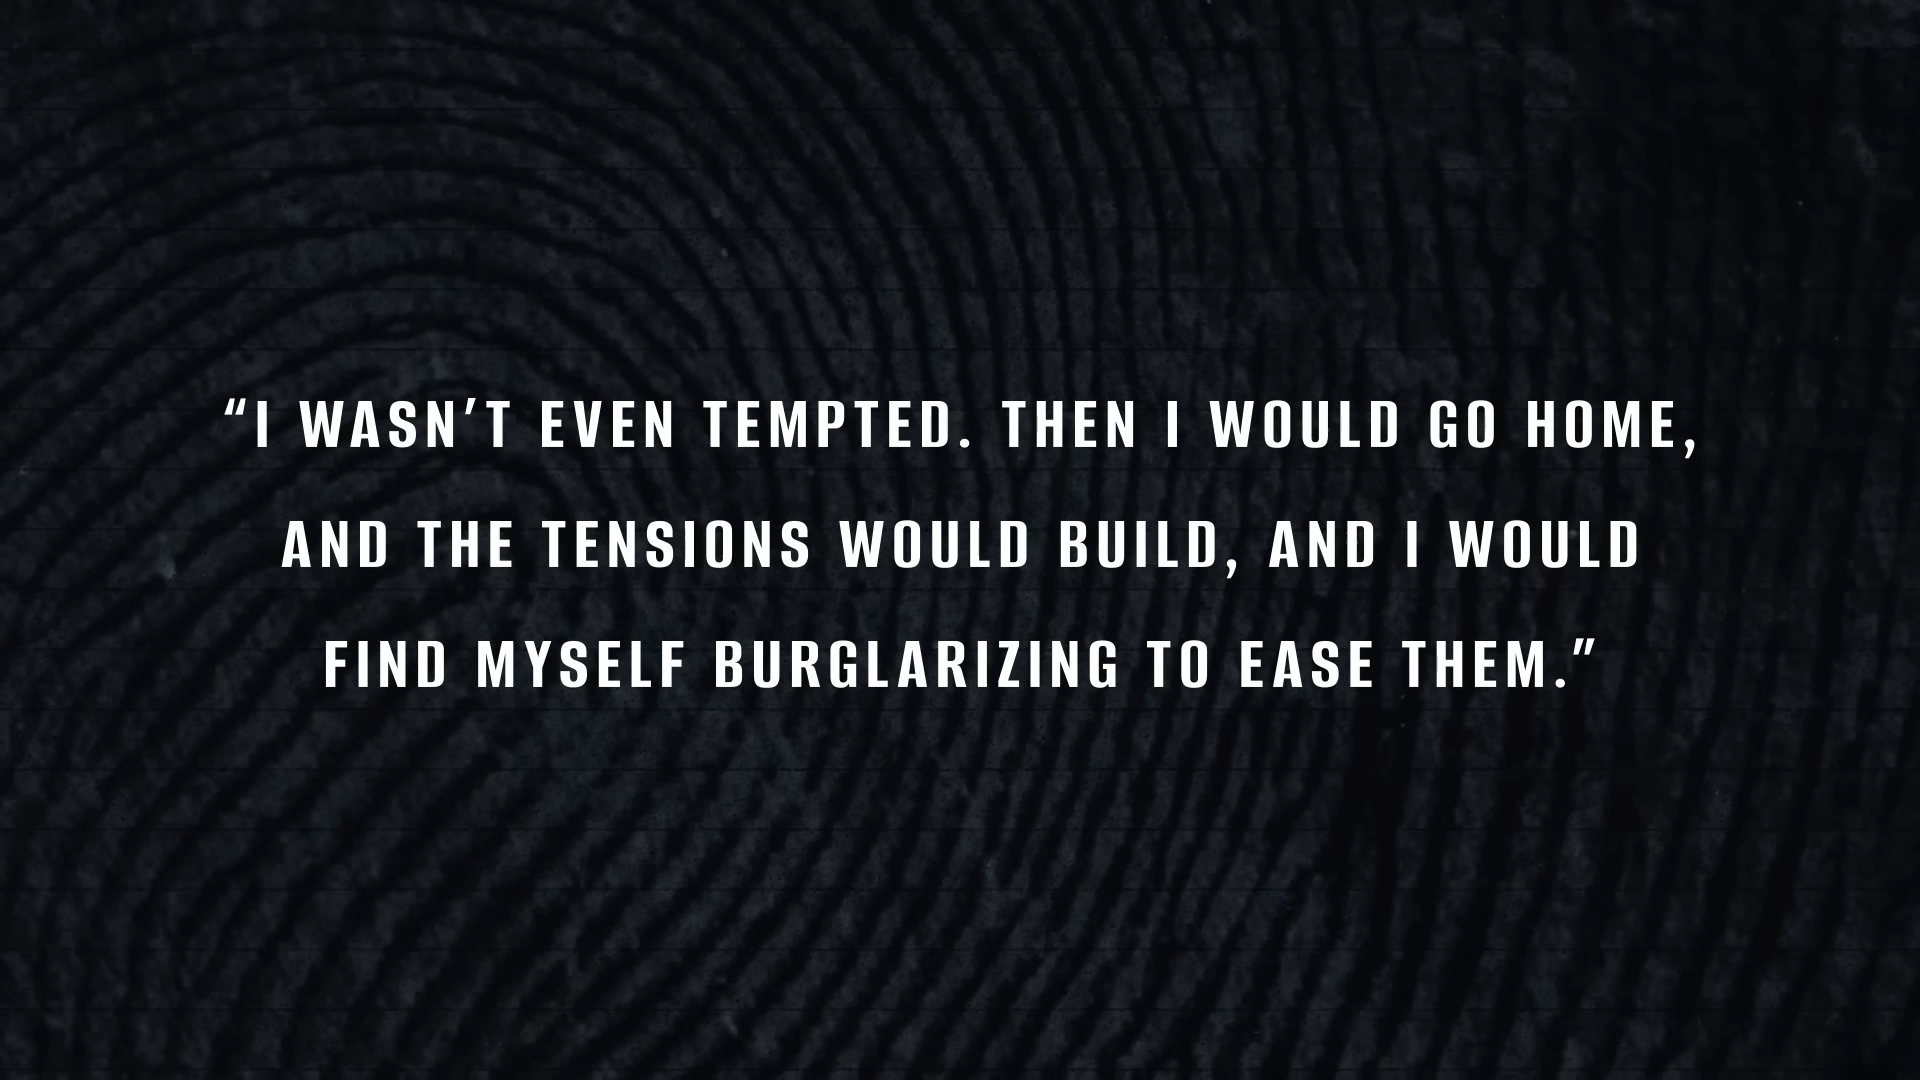 “I WASN’T EVEN TEMPTED. THEN I WOULD GO HOME,
AND THE TENSIONS WOULD BUILD, AND I WOULD
FIND MYSELF BURGLARIZING TO EASE THEM.”